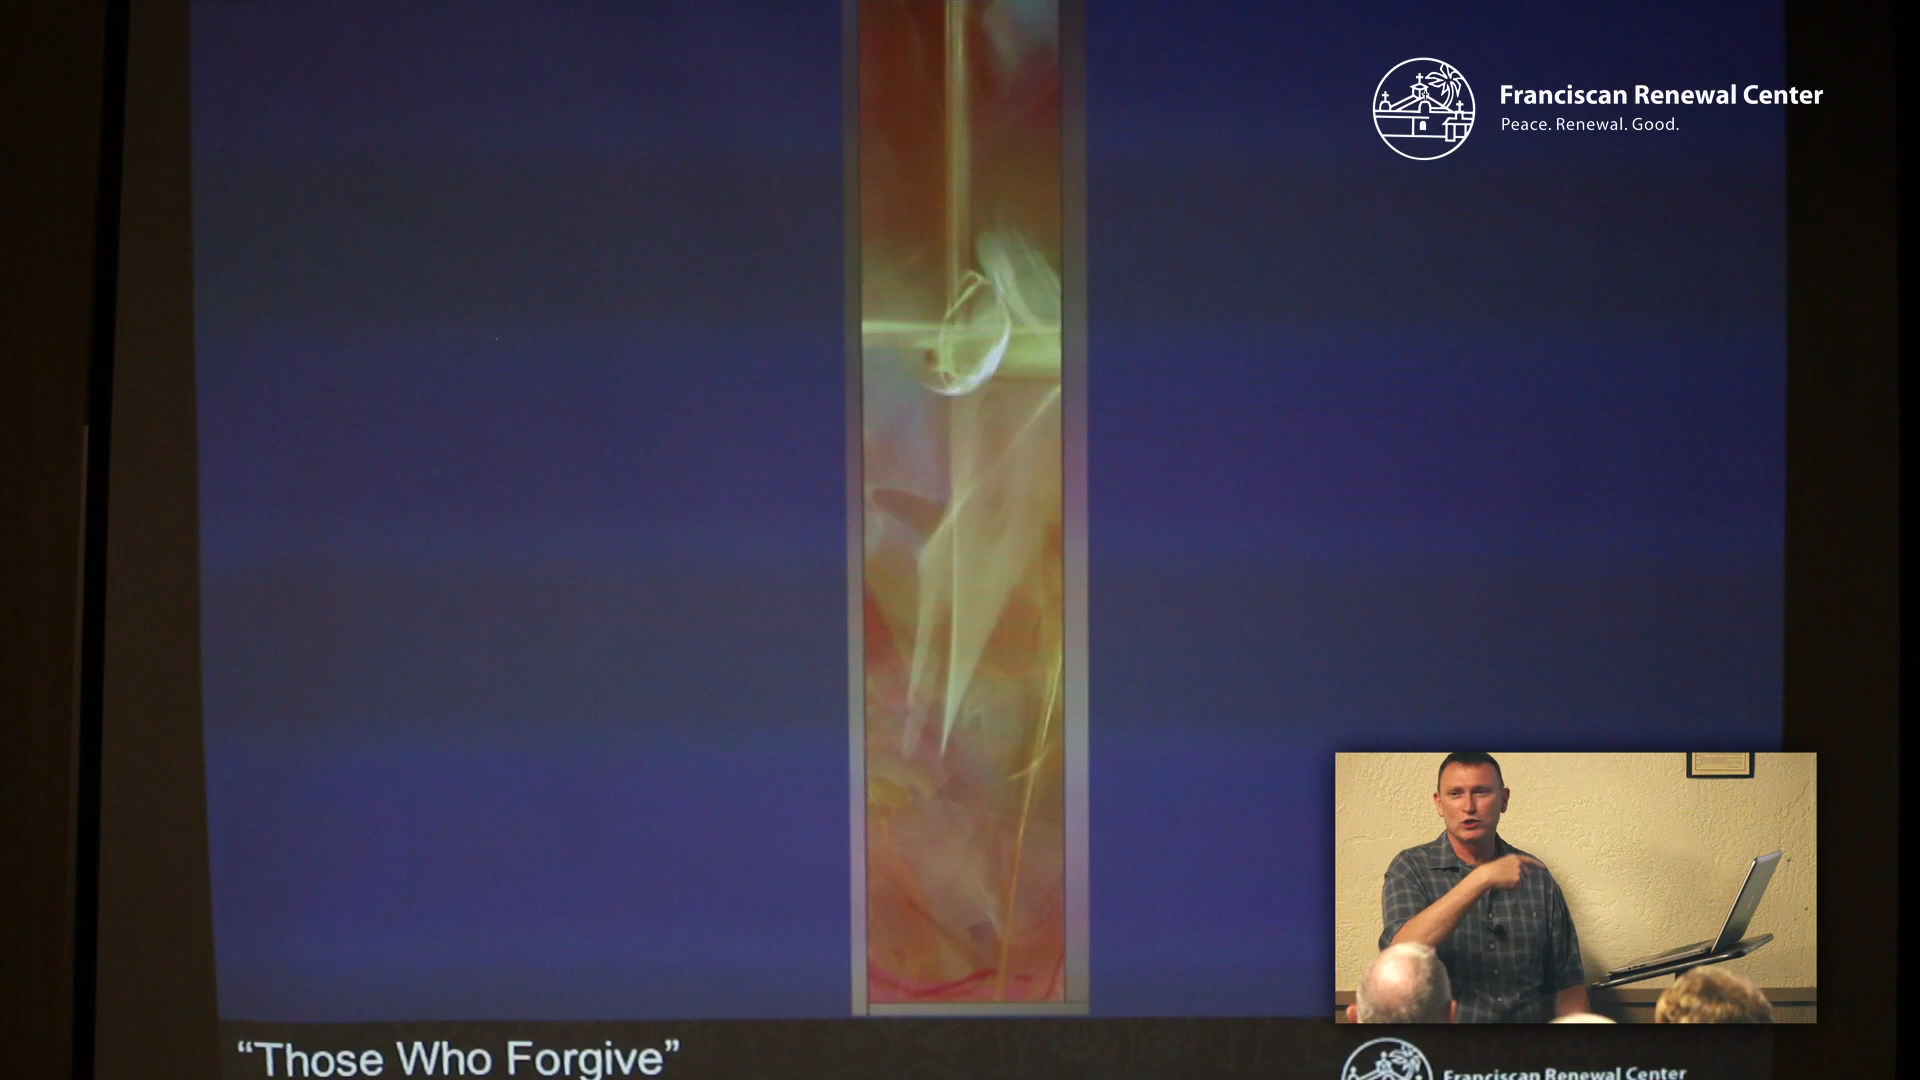 Franciscan Renewal Center
Peace. Renewal. Good.
“Those Who Forgive”
Franciscan Renewal Center